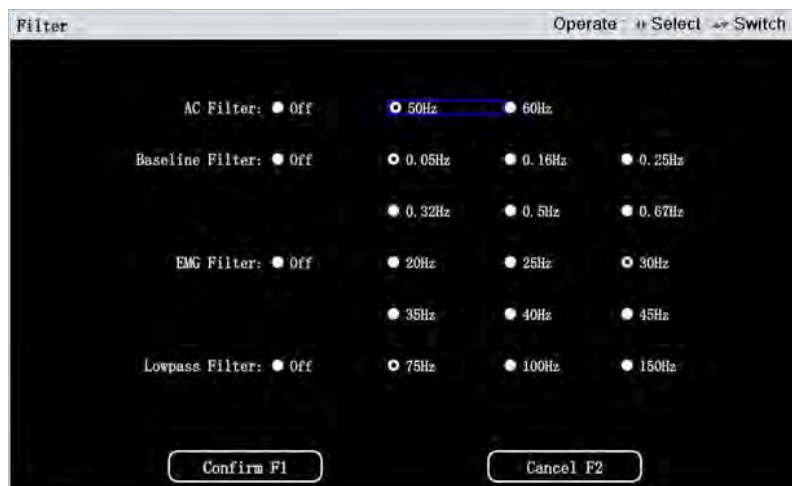 Filter Operate Select Switch
AC Filter: Off 50Hz 60Hz
Baseline Filter: Off 0.05Hz 0.16Hz 0.25Hz
0.32Hz 0.5Hz 0.67Hz
EMG Filter: Off 20Hz 25Hz 30Hz
35Hz 40Hz 45Hz
Lowpass Filter: Off 75Hz 100Hz 150Hz
Confirm F1 Cancel F2